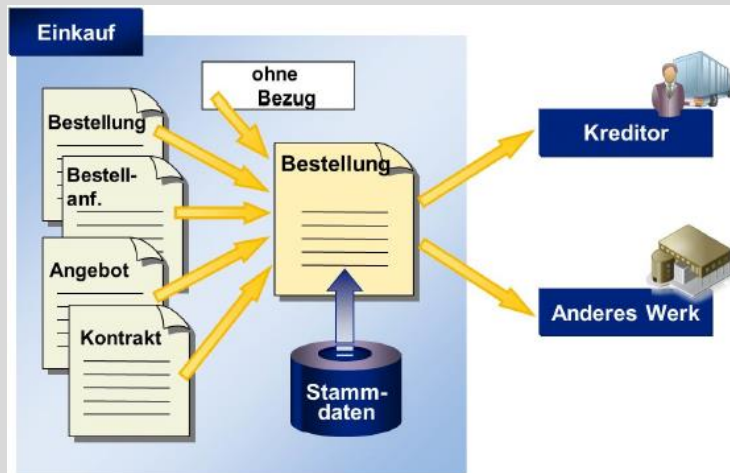 Einkauf
ohne
Bezug
Bestellung
Bestell-
anf.
Angebot
Kontrakt
Bestellung
Stamm-
daten
Kreditor
Anderes Werk